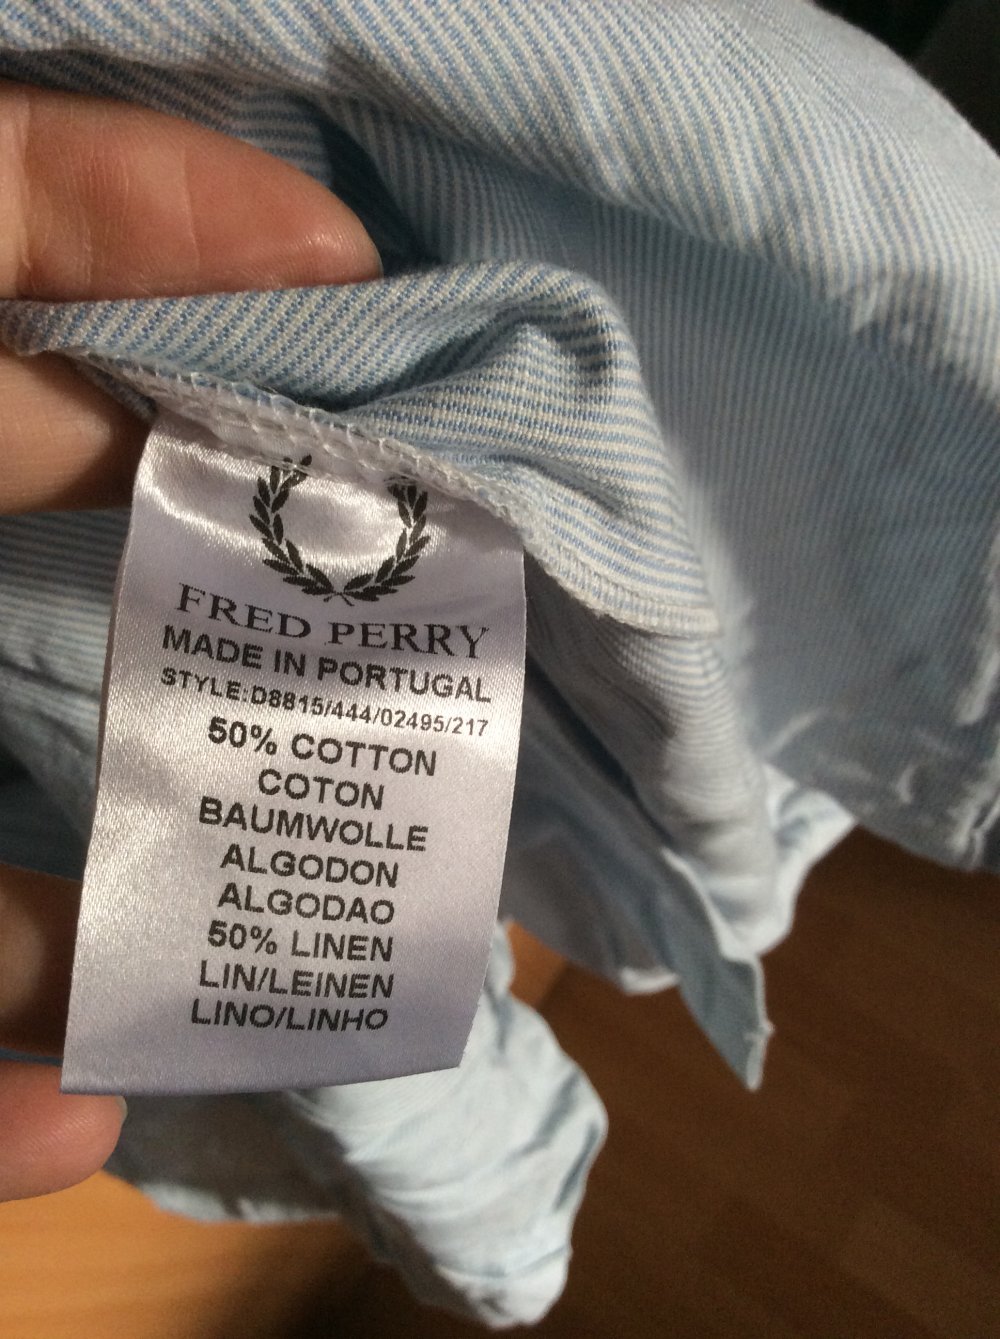 FRED PERRY
MADE IN PORTUGAL
STYLE:D8815/444/02495/217
50% COTTON
COTON
BAUMWOLLE
ALGODON
ALGODAO
50% LINEN
LIN/LEINEN
LINO/LINHO